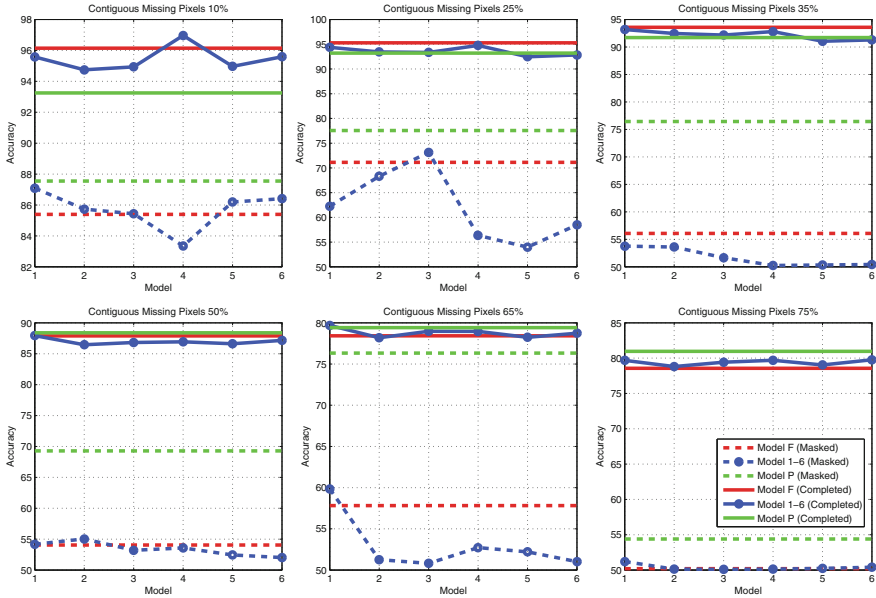 Contiguous Missing Pixels 10%
98
96
94
92
90
88
86
84
82
Accuracy
1 2 3 4 5 6
Model
Contiguous Missing Pixels 25%
100
95
90
85
80
75
70
65
60
55
50
Accuracy
1 2 3 4 5 6
Model
Contiguous Missing Pixels 35%
95
90
85
80
75
70
65
60
55
50
Accuracy
1 2 3 4 5 6
Model
Contiguous Missing Pixels 50%
90
85
80
75
70
65
60
55
50
Accuracy
1 2 3 4 5 6
Model
Contiguous Missing Pixels 65%
80
75
70
65
60
55
50
Accuracy
1 2 3 4 5 6
Model
Contiguous Missing Pixels 75%
85
80
75
70
65
60
55
50
Accuracy
1 2 3 4 5 6
Model
Model F (Masked)
Model 1–6 (Masked)
Model P (Masked)
Model F (Completed)
Model 1–6 (Completed)
Model P (Completed)